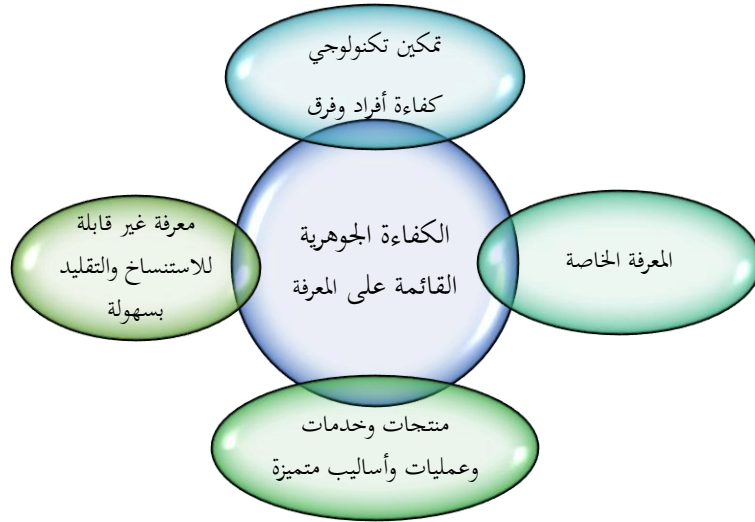 تمكين تكنولوجي
كفاءة أفراد وفرق
الكفاءة الجوهرية
القائمة على المعرفة
المعرفة الخاصة
معرفة غير قابلة
للاستنساخ والتقليد
بسهولة
منتجات وخدمات
وعمليات وأساليب متميزة